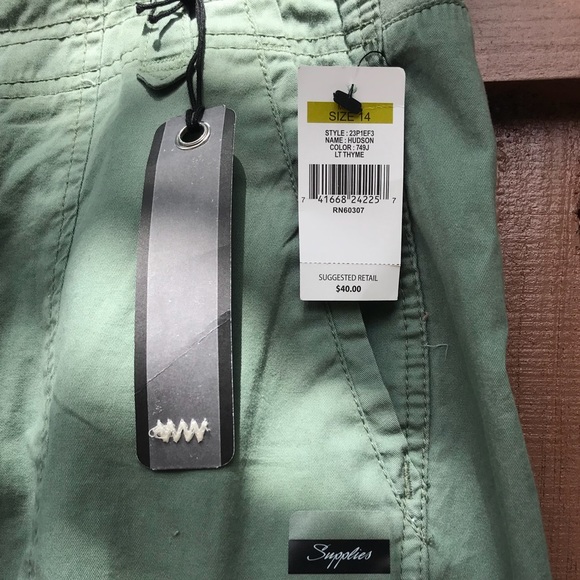 SIZE 14
STYLE : 23P1EF3
NAME : HUDSON
COLOR : 749J
LT THYME
7 41668 24225 7
RN60307
SUGGESTED RETAIL
$40.00
Supplies